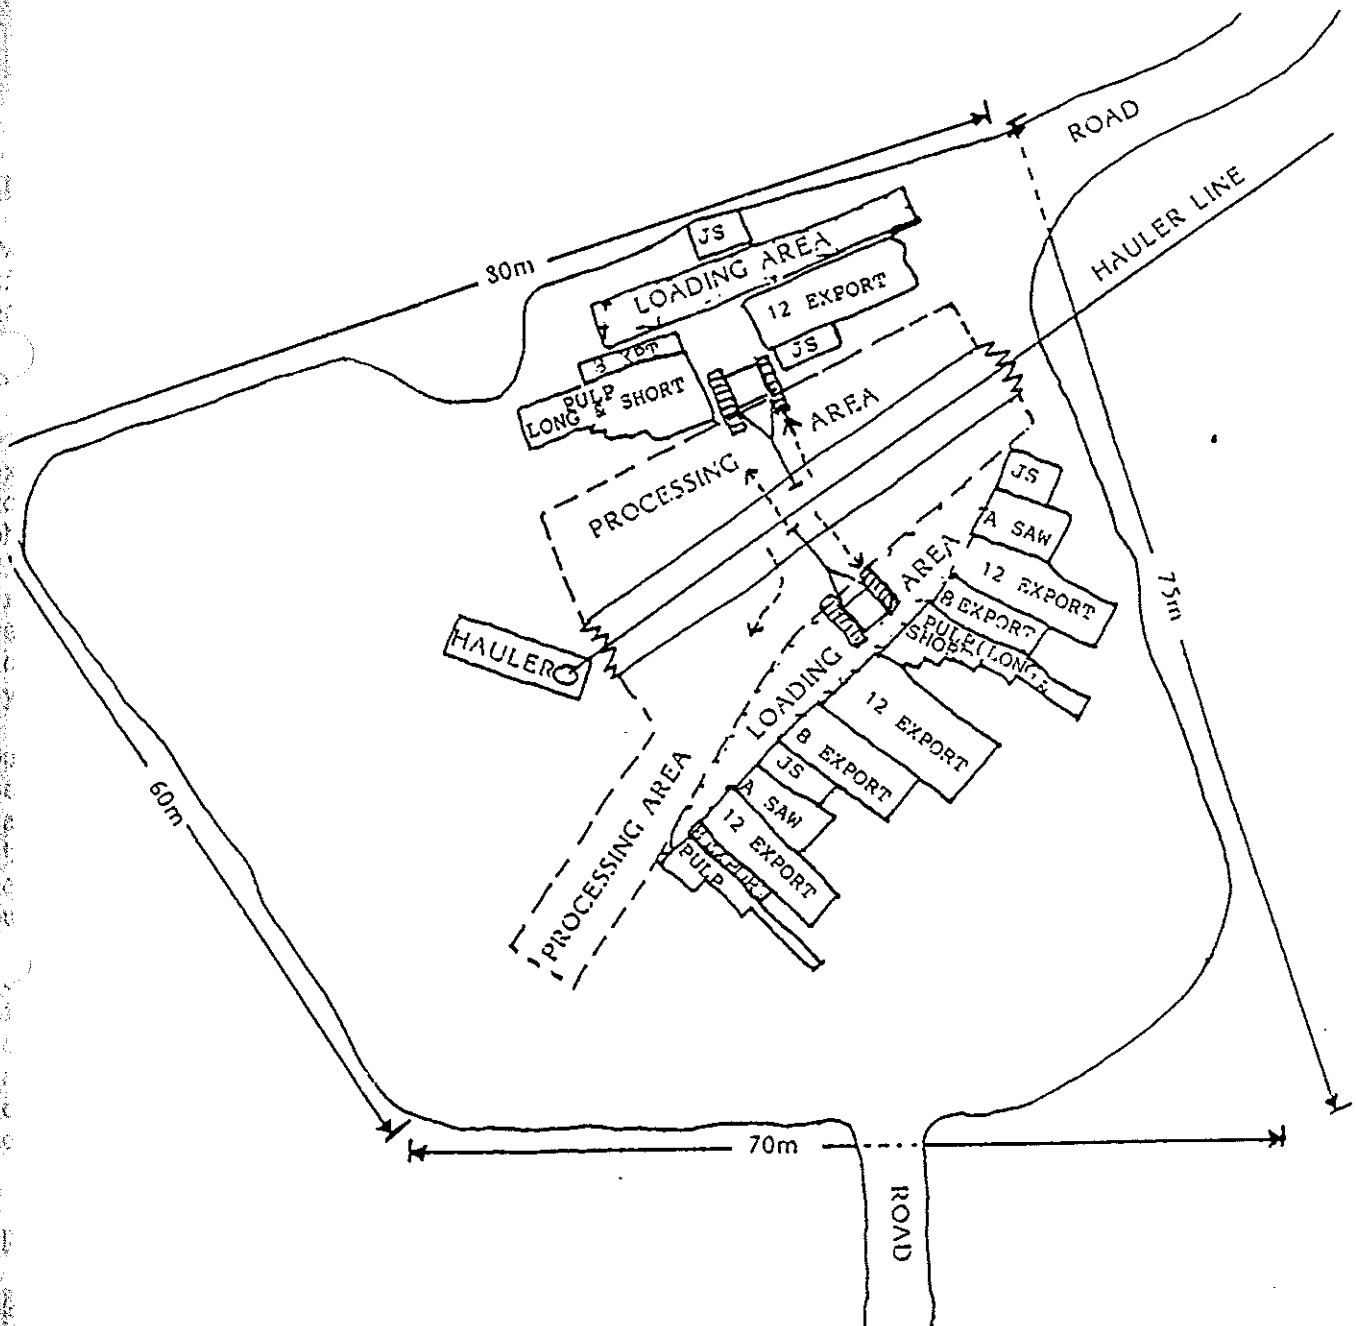 ROAD
HAULER LINE
80m
JS
LOADING AREA
12 EXPORT
JS
PULP
LONG & SHORT
PROCESSING AREA
JS
A SAW
12 EXPORT
8 EXPORT
PULP (LONG &
SHORT
LOADING AREA
75m
HAULER
12 EXPORT
8 EXPORT
JS
A SAW
12 EXPORT
PULP
PROCESSING AREA
60m
70m
ROAD